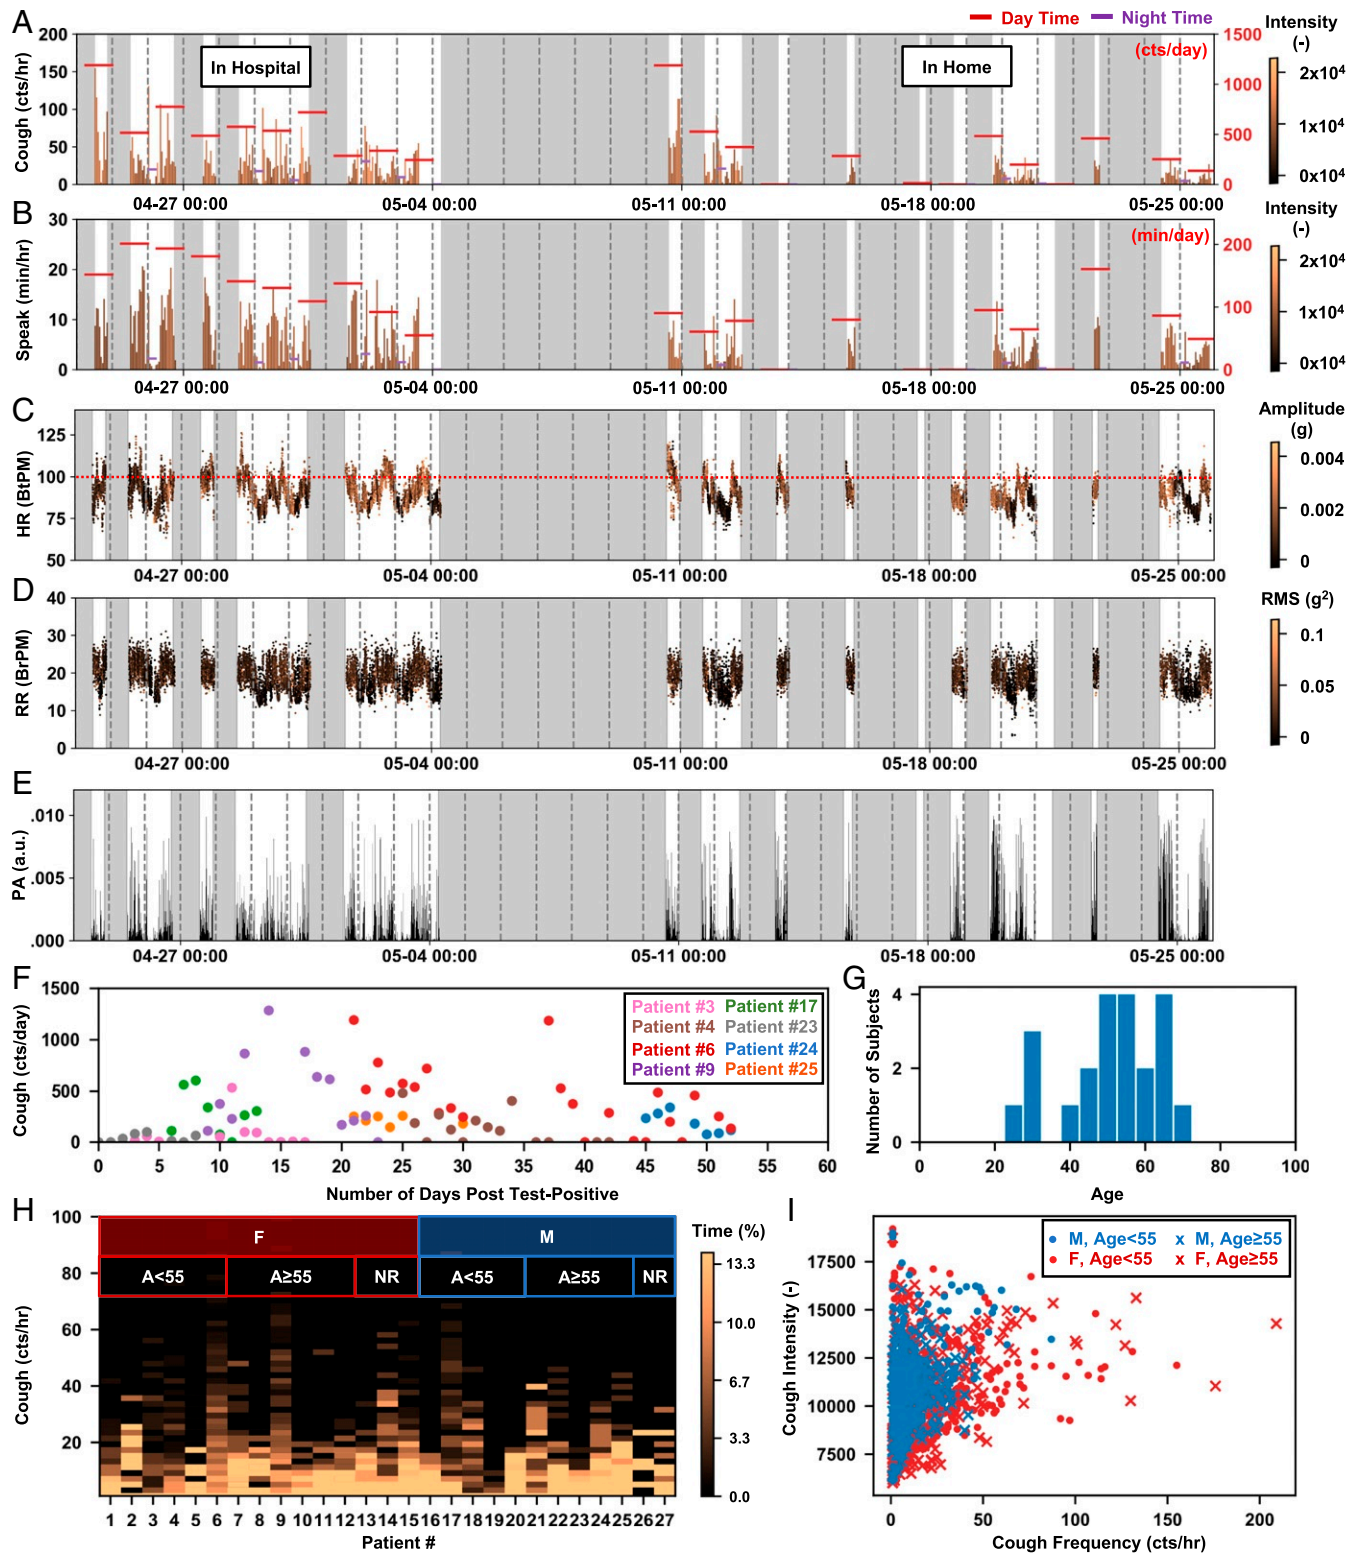 A
Day Time Night Time
Intensity
(-)
Cough (cts/hr)
200
150
100
50
0
In Hospital
In Home
(cts/day)
1500
1000
500
0
2x10⁴
1x10⁴
0x10⁴
04-27 00:00 05-04 00:00 05-11 00:00 05-18 00:00 05-25 00:00
B
Intensity
(-)
Speak (min/hr)
30
20
10
0
(min/day)
200
100
0
2x10⁴
1x10⁴
0x10⁴
04-27 00:00 05-04 00:00 05-11 00:00 05-18 00:00 05-25 00:00
C
Amplitude
(g)
HR (BtPM)
125
100
75
50
0.004
0.002
0
04-27 00:00 05-04 00:00 05-11 00:00 05-18 00:00 05-25 00:00
D
RMS (g²)
RR (BrPM)
40
30
20
10
0
0.1
0.05
0
04-27 00:00 05-04 00:00 05-11 00:00 05-18 00:00 05-25 00:00
E
PA (a.u.)
.010
.005
.000
04-27 00:00 05-04 00:00 05-11 00:00 05-18 00:00 05-25 00:00
F
Cough (cts/day)
1500
1000
500
0
Patient #3 Patient #17
Patient #4 Patient #23
Patient #6 Patient #24
Patient #9 Patient #25
0 5 10 15 20 25 30 35 40 45 50 55 60
Number of Days Post Test-Positive
G
Number of Subjects
4
2
0
0 20 40 60 80 100
Age
H
Cough (cts/hr)
100
80
60
40
20
F M
A<55 A≥55 NR A<55 A≥55 NR
Time (%)
13.3
10.0
6.7
3.3
0.0
1 2 3 4 5 6 7 8 9 10 11 12 13 14 15 16 17 18 19 20 21 22 23 24 25 26 27
Patient #
I
Cough Intensity (-)
17500
15000
12500
10000
7500
M, Age<55 x M, Age≥55
F, Age<55 x F, Age≥55
0 50 100 150 200
Cough Frequency (cts/hr)